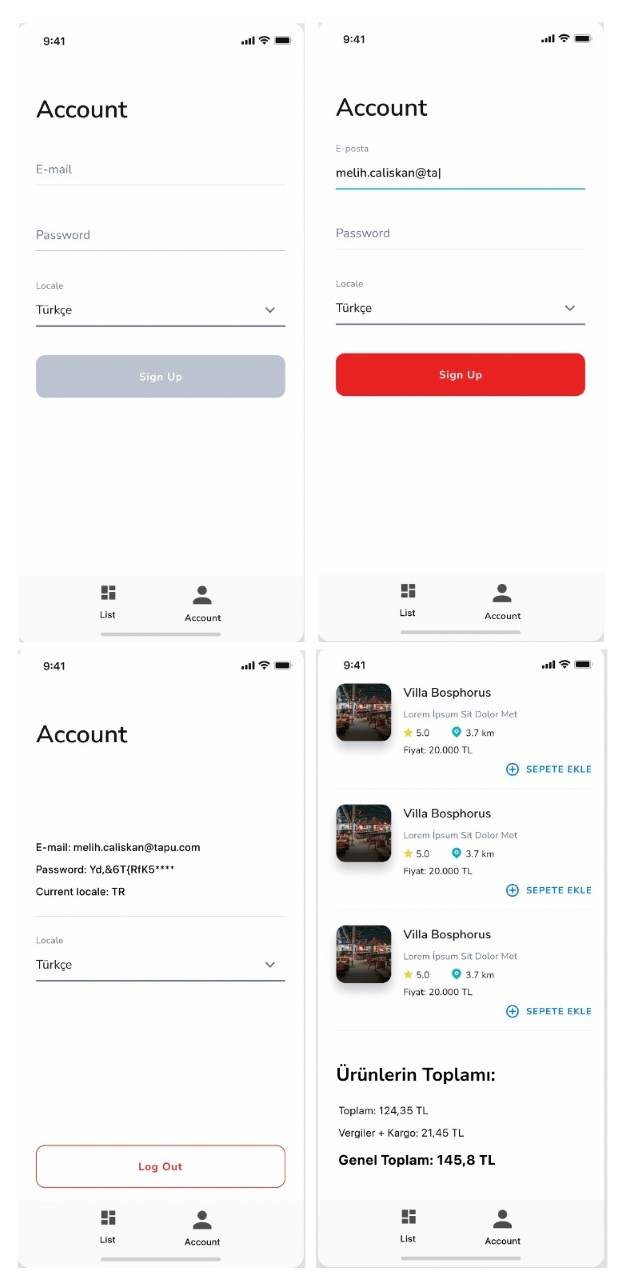 9:41
Account
E-mail
Password
Locale
Türkçe
Sign Up
List
Account
9:41
Account
E-posta
melih.caliskan@ta
Password
Locale
Türkçe
Sign Up
List
Account
9:41
Account
E-mail: melih.caliskan@tapu.com
Password: Yd,&6T{RfK5****
Current locale: TR
Locale
Türkçe
Log Out
List
Account
9:41
Villa Bosphorus
Lorem İpsum Sit Dolor Met
5.0 3.7 km
Fiyat: 20.000 TL
SEPETE EKLE
Villa Bosphorus
Lorem İpsum Sit Dolor Met
5.0 3.7 km
Fiyat: 20.000 TL
SEPETE EKLE
Villa Bosphorus
Lorem İpsum Sit Dolor Met
5.0 3.7 km
Fiyat: 20.000 TL
SEPETE EKLE
Ürünlerin Toplamı:
Toplam: 124,35 TL
Vergiler + Kargo: 21,45 TL
Genel Toplam: 145,8 TL
List
Account